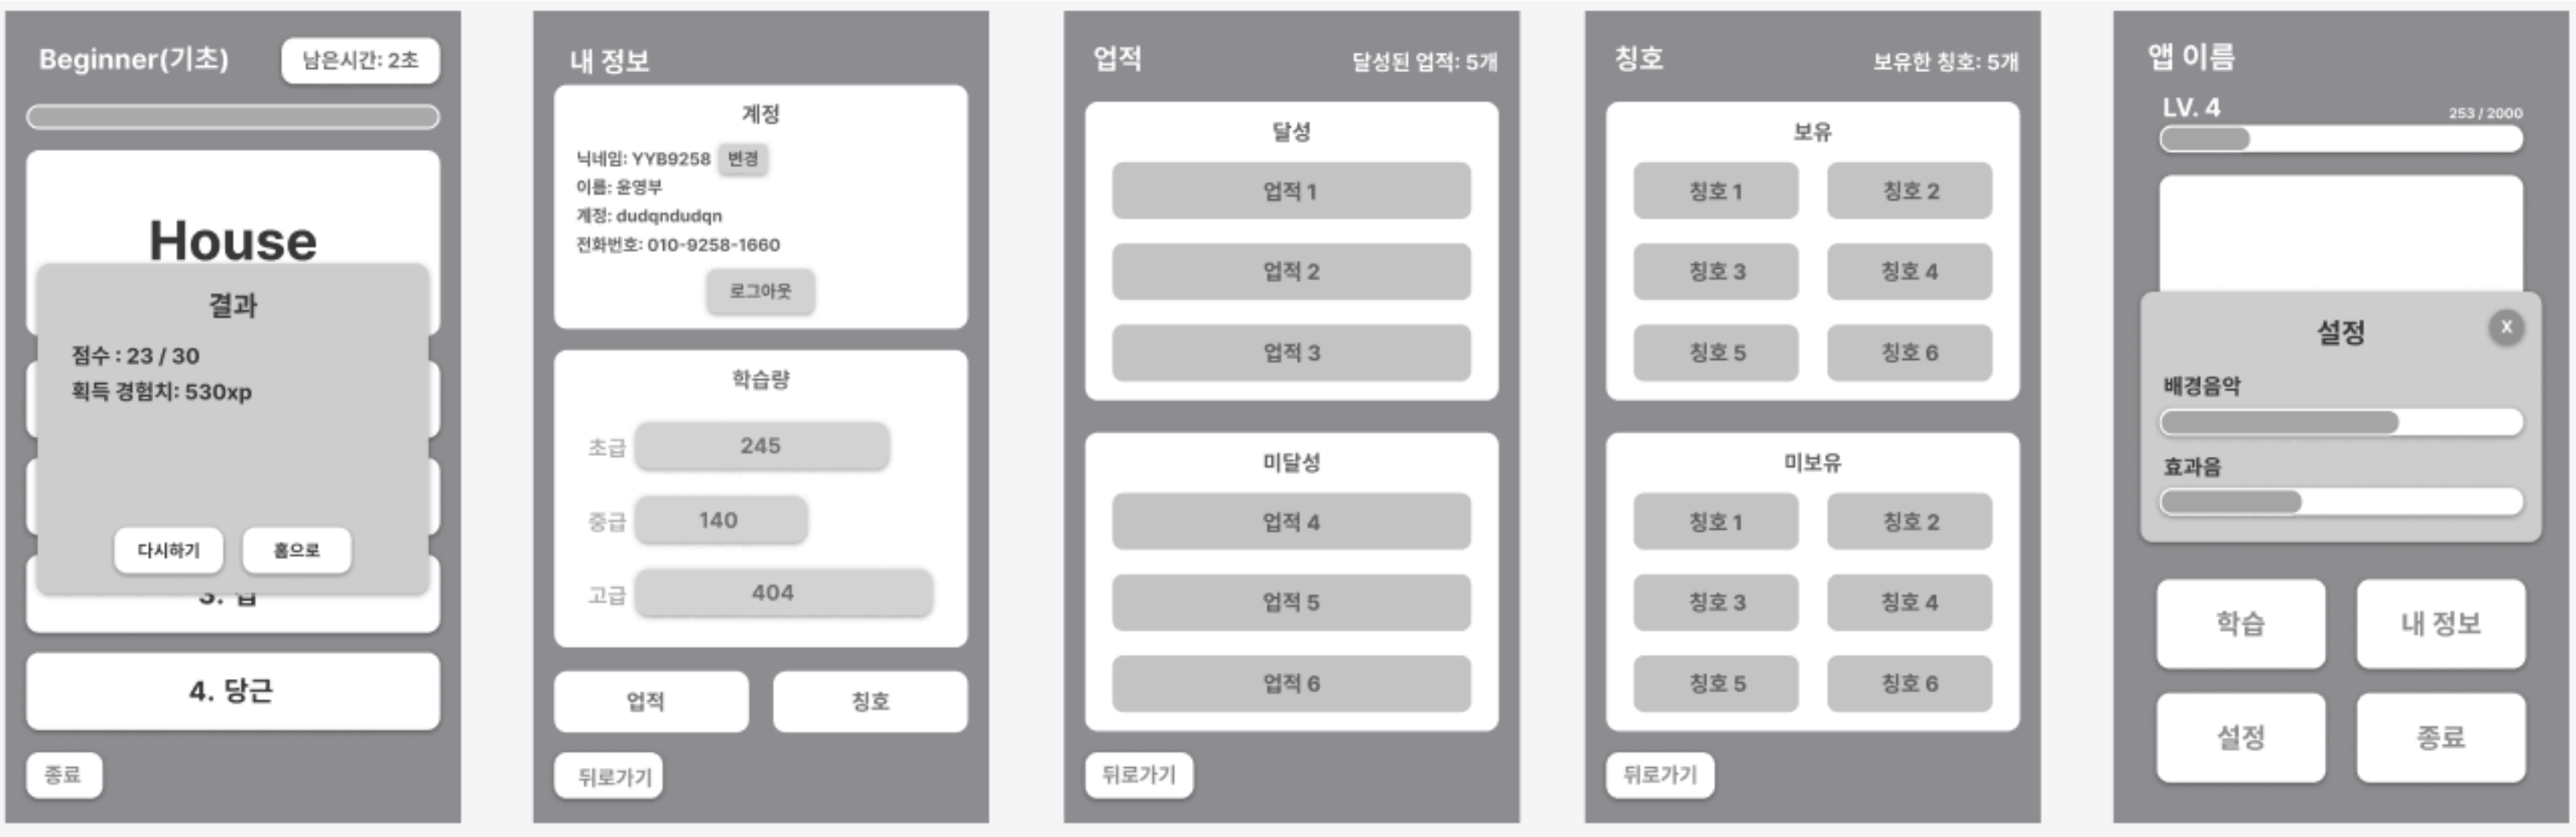 Beginner(기초)
남은시간: 2초
House
결과
점수 : 23 / 30
획득 경험치: 530xp
다시하기
홈으로
3. 집
4. 당근
종료
내 정보
계정
닉네임: YYB9258 변경
이름: 윤영부
계정: dudqndudqn
전화번호: 010-9258-1660
로그아웃
학습량
초급 245
중급 140
고급 404
업적
칭호
뒤로가기
업적
달성된 업적: 5개
달성
업적 1
업적 2
업적 3
미달성
업적 4
업적 5
업적 6
뒤로가기
칭호
보유한 칭호: 5개
보유
칭호 1
칭호 2
칭호 3
칭호 4
칭호 5
칭호 6
미보유
칭호 1
칭호 2
칭호 3
칭호 4
칭호 5
칭호 6
뒤로가기
앱 이름
LV. 4
253 / 2000
설정
X
배경음악
효과음
학습
내 정보
설정
종료